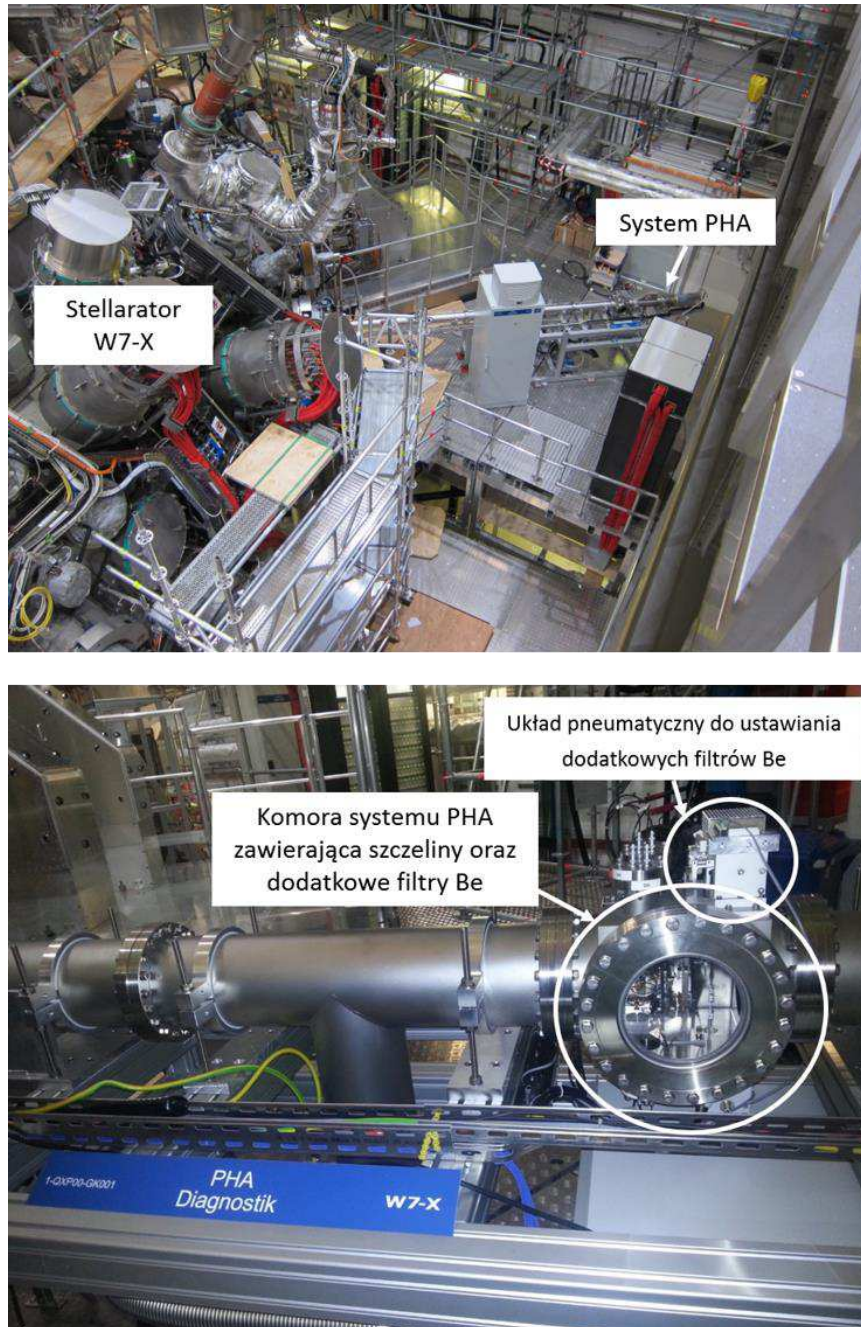 System PHA
Stellarator
W7-X
Układ pneumatyczny do ustawiania
dodatkowych filtrów Be
Komora systemu PHA
zawierająca szczeliny oraz
dodatkowe filtry Be
1-QXP00-GK001
PHA
Diagnostik
W7-X